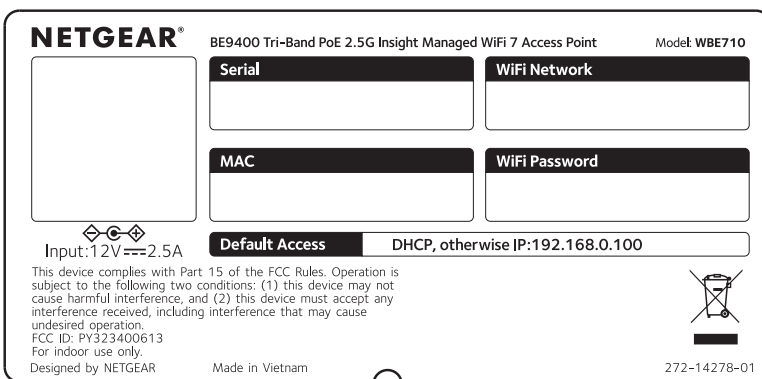 NETGEAR®
BE9400 Tri-Band PoE 2.5G Insight Managed WiFi 7 Access Point
Model: WBE710
Serial
WiFi Network
MAC
WiFi Password
Input:12V⎓2.5A
Default Access
DHCP, otherwise IP:192.168.0.100
This device complies with Part 15 of the FCC Rules. Operation is
subject to the following two conditions: (1) this device may not
cause harmful interference, and (2) this device must accept any
interference received, including interference that may cause
undesired operation.
FCC ID: PY323400613
For indoor use only.
Designed by NETGEAR
Made in Vietnam
272-14278-01